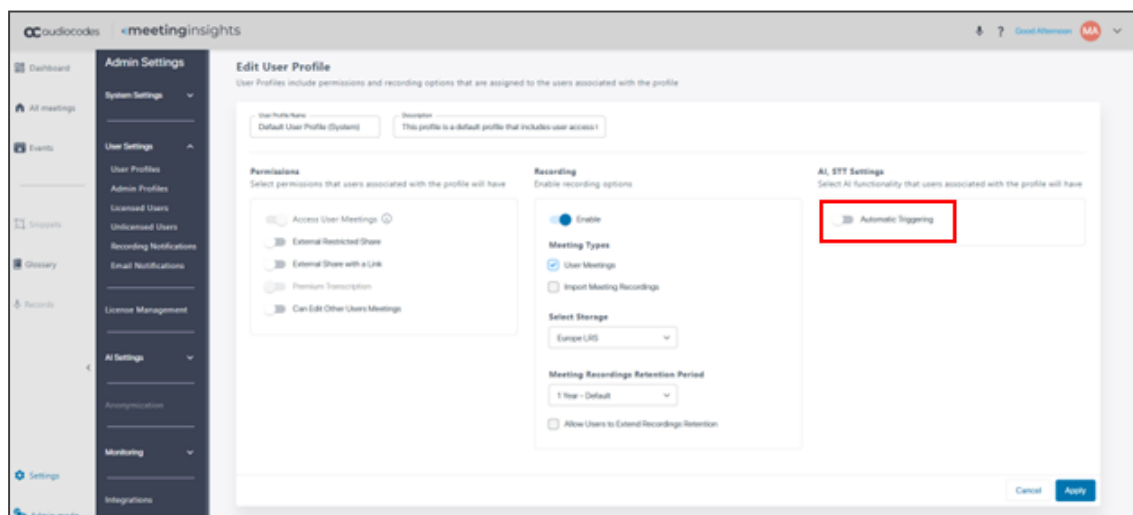 audiocodes
meetinginsights
? Good Afternoon MA
Dashboard
All meetings
Events
Snippets
Glossary
Records
Settings
Admin mode
Admin Settings
System Settings
User Settings
User Profiles
Admin Profiles
Licensed Users
Unlicensed Users
Recording Notifications
Email Notifications
License Management
AI Settings
Anonymization
Monitoring
Integrations
Edit User Profile
User Profiles include permissions and recording options that are assigned to the users associated with the profile
User Profile Name
Default User Profile (System)
Description
This profile is a default profile that includes user access t
Permissions
Select permissions that users associated with the profile will have
Access User Meetings
External Restricted Share
External Share with a Link
Premium Transcription
Can Edit Other Users Meetings
Recording
Enable recording options
Enable
Meeting Types
User Meetings
Import Meeting Recordings
Select Storage
Europe LRS
Meeting Recordings Retention Period
1 Year - Default
Allow Users to Extend Recordings Retention
AI, STT Settings
Select AI functionality that users associated with the profile will have
Automatic Triggering
Cancel
Apply